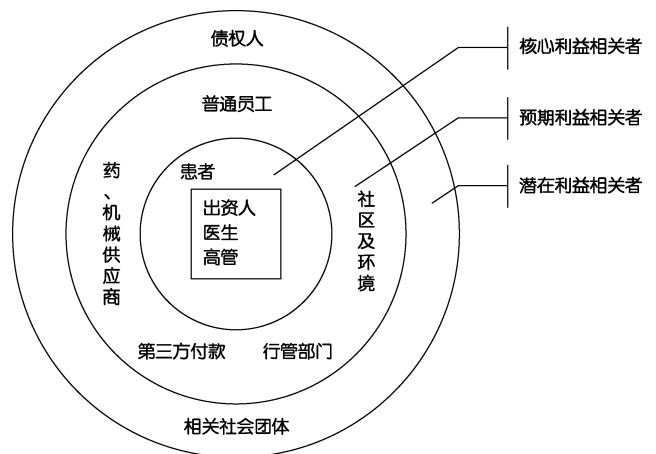 债权人
核心利益相关者
普通员工
预期利益相关者
患者
药、机械供应商
社区及环境
潜在利益相关者
出资人
医生
高管
第三方付款
行管部门
相关社会团体